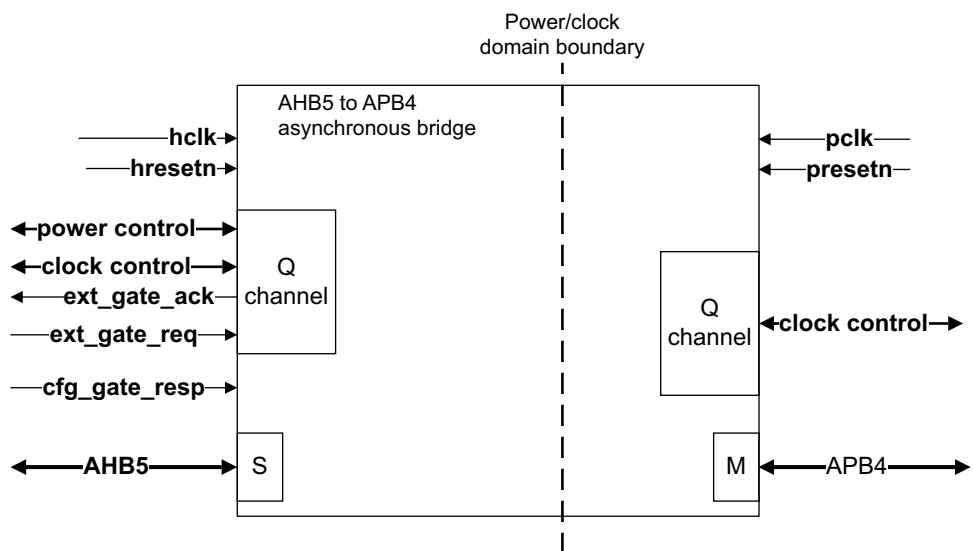 Power/clock
domain boundary
AHB5 to APB4
asynchronous bridge
hclk
hresetn
pclk
presetn
power control
clock control
ext_gate_ack
ext_gate_req
cfg_gate_resp
Q
channel
Q
channel
clock control
AHB5
S
M
APB4